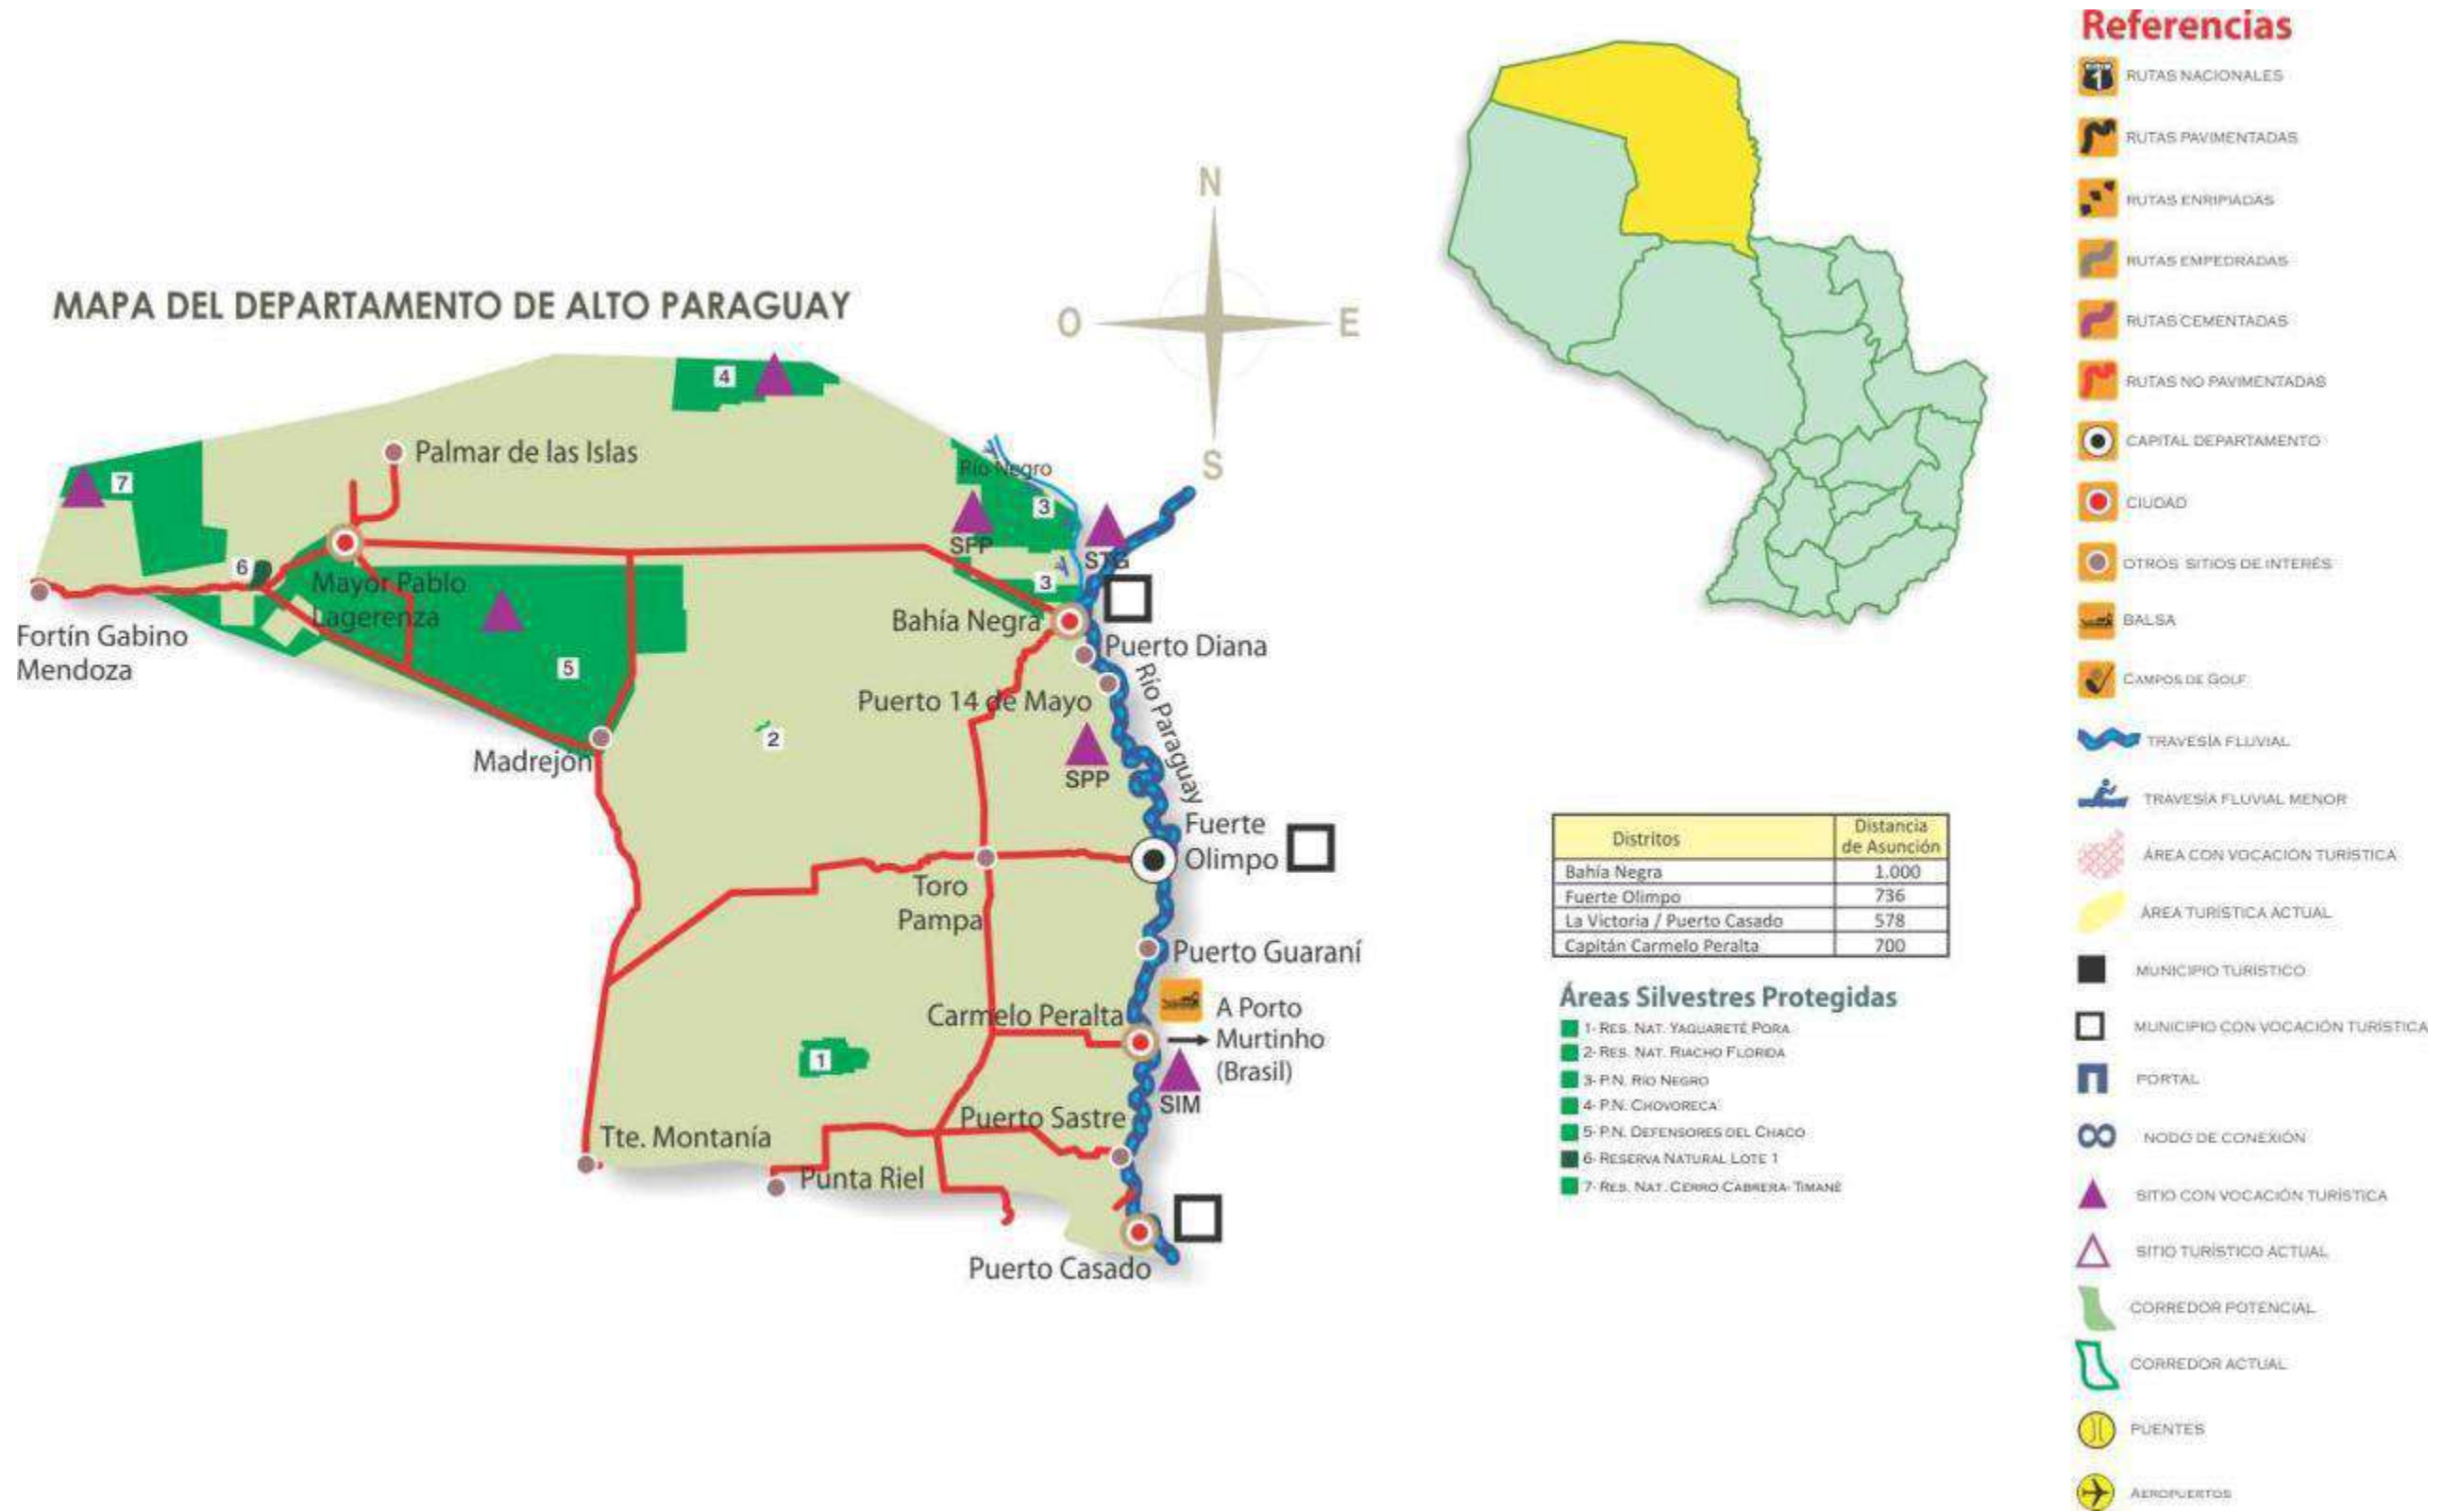 MAPA DEL DEPARTAMENTO DE ALTO PARAGUAY
N
O
E
S
4
Palmar de las Islas
7
Río Negro
3
SPP
STG
6
3
Mayor Pablo
Lagerenza
Fortín Gabino
Mendoza
Bahía Negra
Puerto Diana
5
Puerto 14 de Mayo
Río Paraguay
Madrejón
2
SPP
Fuerte
Olimpo
Toro
Pampa
Puerto Guaraní
Carmelo Peralta
A Porto
Murtinho
(Brasil)
1
SIM
Puerto Sastre
Tte. Montanía
Punta Riel
Puerto Casado
Distritos
Distancia
de Asunción
Bahía Negra 1.000
Fuerte Olimpo 736
La Victoria / Puerto Casado 578
Capitán Carmelo Peralta 700
Áreas Silvestres Protegidas
1- RES. NAT. YAGUARETÉ PORA
2- RES. NAT. RIACHO FLORIDA
3- P.N. RÍO NEGRO
4- P.N. CHOVORECA
5- P.N. DEFENSORES DEL CHACO
6- RESERVA NATURAL LOTE 1
7- RES. NAT. CERRO CABRERA- TIMANÉ
Referencias
1
RUTAS NACIONALES
RUTAS PAVIMENTADAS
RUTAS ENRIPIADAS
RUTAS EMPEDRADAS
RUTAS CEMENTADAS
RUTAS NO PAVIMENTADAS
CAPITAL DEPARTAMENTO
CIUDAD
OTROS SITIOS DE INTERÉS
BALSA
CAMPOS DE GOLF
TRAVESÍA FLUVIAL
TRAVESÍA FLUVIAL MENOR
ÁREA CON VOCACIÓN TURÍSTICA
ÁREA TURÍSTICA ACTUAL
MUNICIPIO TURÍSTICO
MUNICIPIO CON VOCACIÓN TURÍSTICA
PORTAL
NODO DE CONEXIÓN
SITIO CON VOCACIÓN TURÍSTICA
SITIO TURÍSTICO ACTUAL
CORREDOR POTENCIAL
CORREDOR ACTUAL
PUENTES
AEROPUERTOS